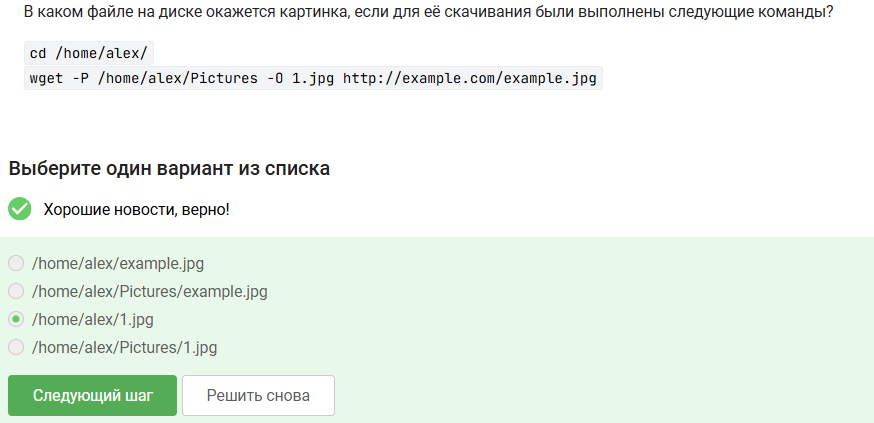 В каком файле на диске окажется картинка, если для её скачивания были выполнены следующие команды?
cd /home/alex/
wget -P /home/alex/Pictures -O 1.jpg http://example.com/example.jpg
Выберите один вариант из списка
Хорошие новости, верно!
/home/alex/example.jpg
/home/alex/Pictures/example.jpg
/home/alex/1.jpg
/home/alex/Pictures/1.jpg
Следующий шаг Решить снова